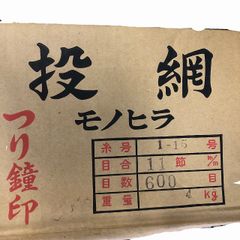 投網
モノヒラ
つり鐘印
糸号 1-15 号
目合 11 節 m/m
目数 600 目
重量 4 kg